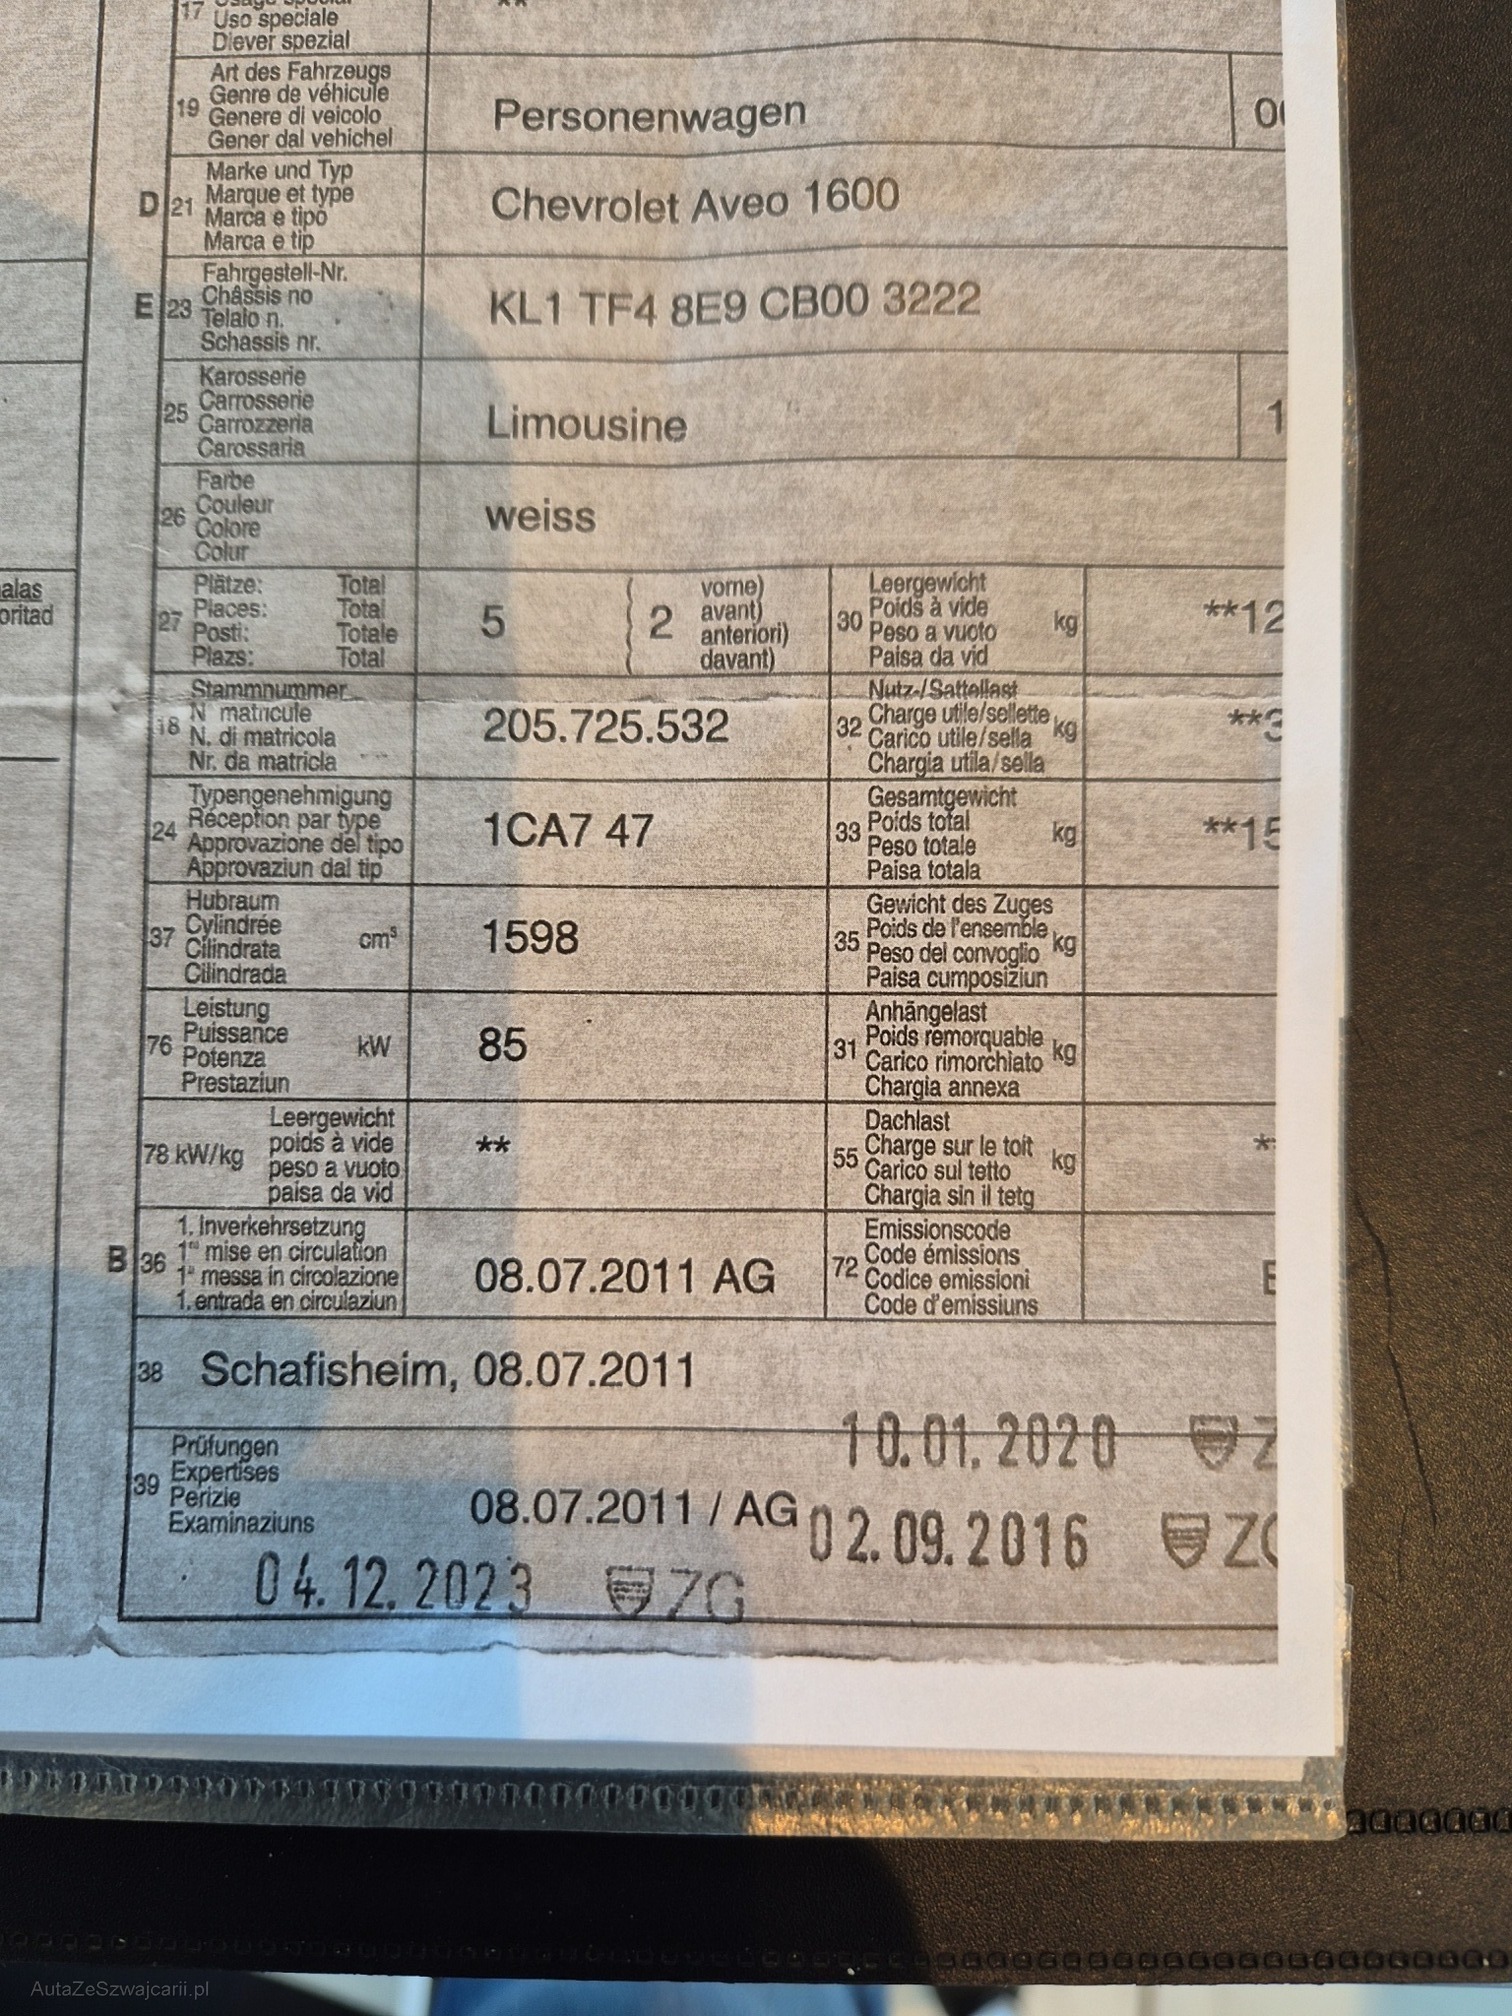 17 Usage spécial **
Uso speciale
Diever spezial
19 Art des Fahrzeugs
Genre de véhicule
Genere di veicolo
Gener dal vehichel
Personenwagen
D 21 Marke und Typ
Marque et type
Marca e tipo
Marca e tip
Chevrolet Aveo 1600
E 23 Fahrgestell-Nr.
Châssis no
Telaio n.
Schassis nr.
KL1 TF4 8E9 CB00 3222
25 Karosserie
Carrosserie
Carrozzeria
Carossaria
Limousine
1
26 Farbe
Couleur
Colore
Colur
weiss
alas
oritad
27 Plätze: Total
Places: Total
Posti: Totale
Plazs: Total
5 ( 2 vorne)
avant)
anteriori)
davant)
30 Leergewicht
Poids à vide
Peso a vuoto
Paisa da vid
kg
**12
18 Stammnummer
N° matricule
N. di matricola
Nr. da matricla
205.725.532
32 Nutz-/Sattellast
Charge utile/sellette
Carico utile/sella
Chargia utila/sella
kg
**3
24 Typengenehmigung
Réception par type
Approvazione del tipo
Approvaziun dal tip
1CA7 47
33 Gesamtgewicht
Poids total
Peso totale
Paisa totala
kg
**15
37 Hubraum
Cylindrée
Cilindrata
Cilindrada
cm³
1598
35 Gewicht des Zuges
Poids de l'ensemble
Peso del convoglio
Paisa cumposiziun
kg
76 Leistung
Puissance
Potenza
Prestaziun
kW
85
31 Anhängelast
Poids remorquable
Carico rimorchiato
Chargia annexa
kg
78 kW/kg Leergewicht
poids à vide
peso a vuoto
paisa da vid
**
55 Dachlast
Charge sur le toit
Carico sul tetto
Chargia sin il tetg
kg
*
B 36 1. Inverkehrsetzung
1re mise en circulation
1a messa in circolazione
1. entrada en circulaziun
08.07.2011 AG
72 Emissionscode
Code émissions
Codice emissioni
Code d'emissiuns
38 Schafisheim, 08.07.2011
10.01.2020
39 Prüfungen
Expertises
Perizie
Examinaziuns
08.07.2011 / AG
02.09.2016
04.12.2023 ZG
AutaZeSzwajcarii.pl